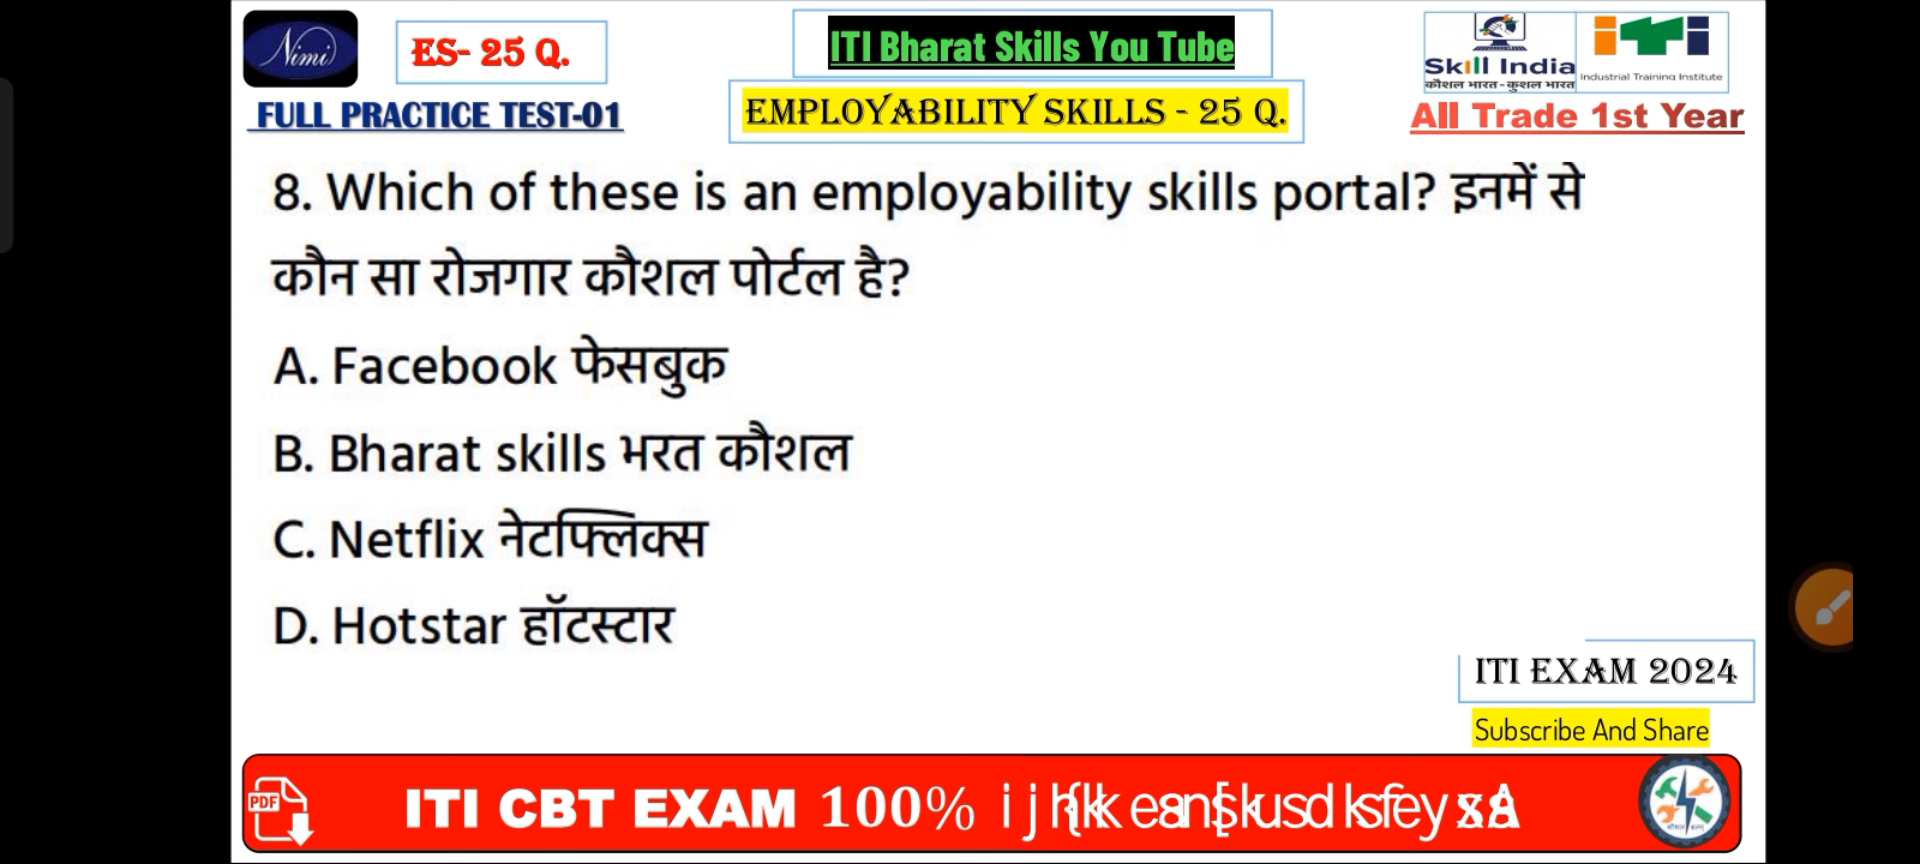 Nimi
ES- 25 Q.
ITI Bharat Skills You Tube
Skill India
कौशल भारत-कुशल भारत
Industrial Training Institute
FULL PRACTICE TEST-01
EMPLOYABILITY SKILLS - 25 Q.
All Trade 1st Year
8. Which of these is an employability skills portal? इनमें से
कौन सा रोजगार कौशल पोर्टल है?
A. Facebook फेसबुक
B. Bharat skills भरत कौशल
C. Netflix नेटफ्लिक्स
D. Hotstar हॉटस्टार
ITI EXAM 2024
Subscribe And Share
PDF
ITI CBT EXAM 100%